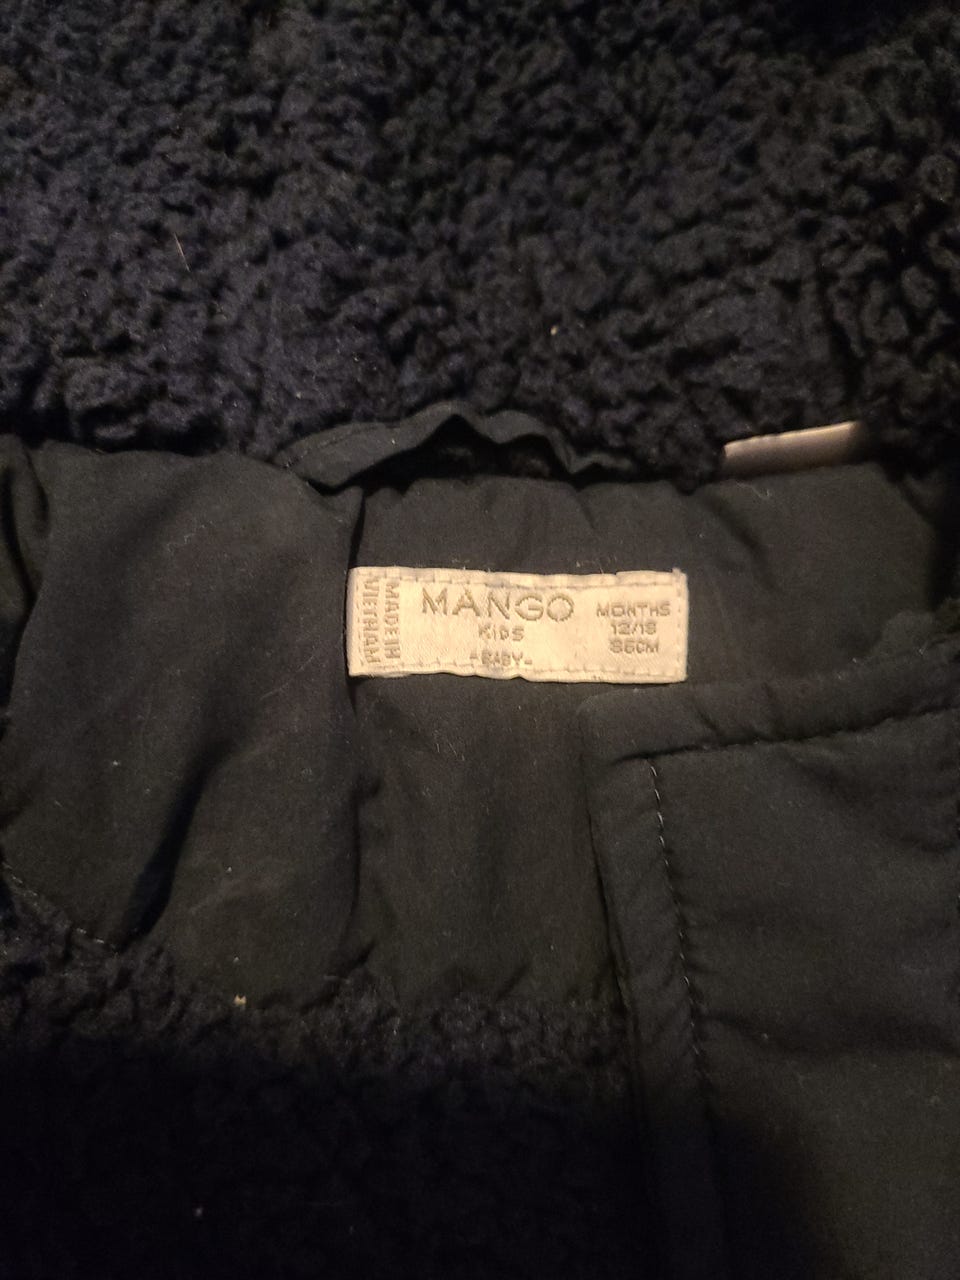 MADE IN
VIETNAM
MANGO
KIDS
-BABY-
MONTHS
12/18
86CM